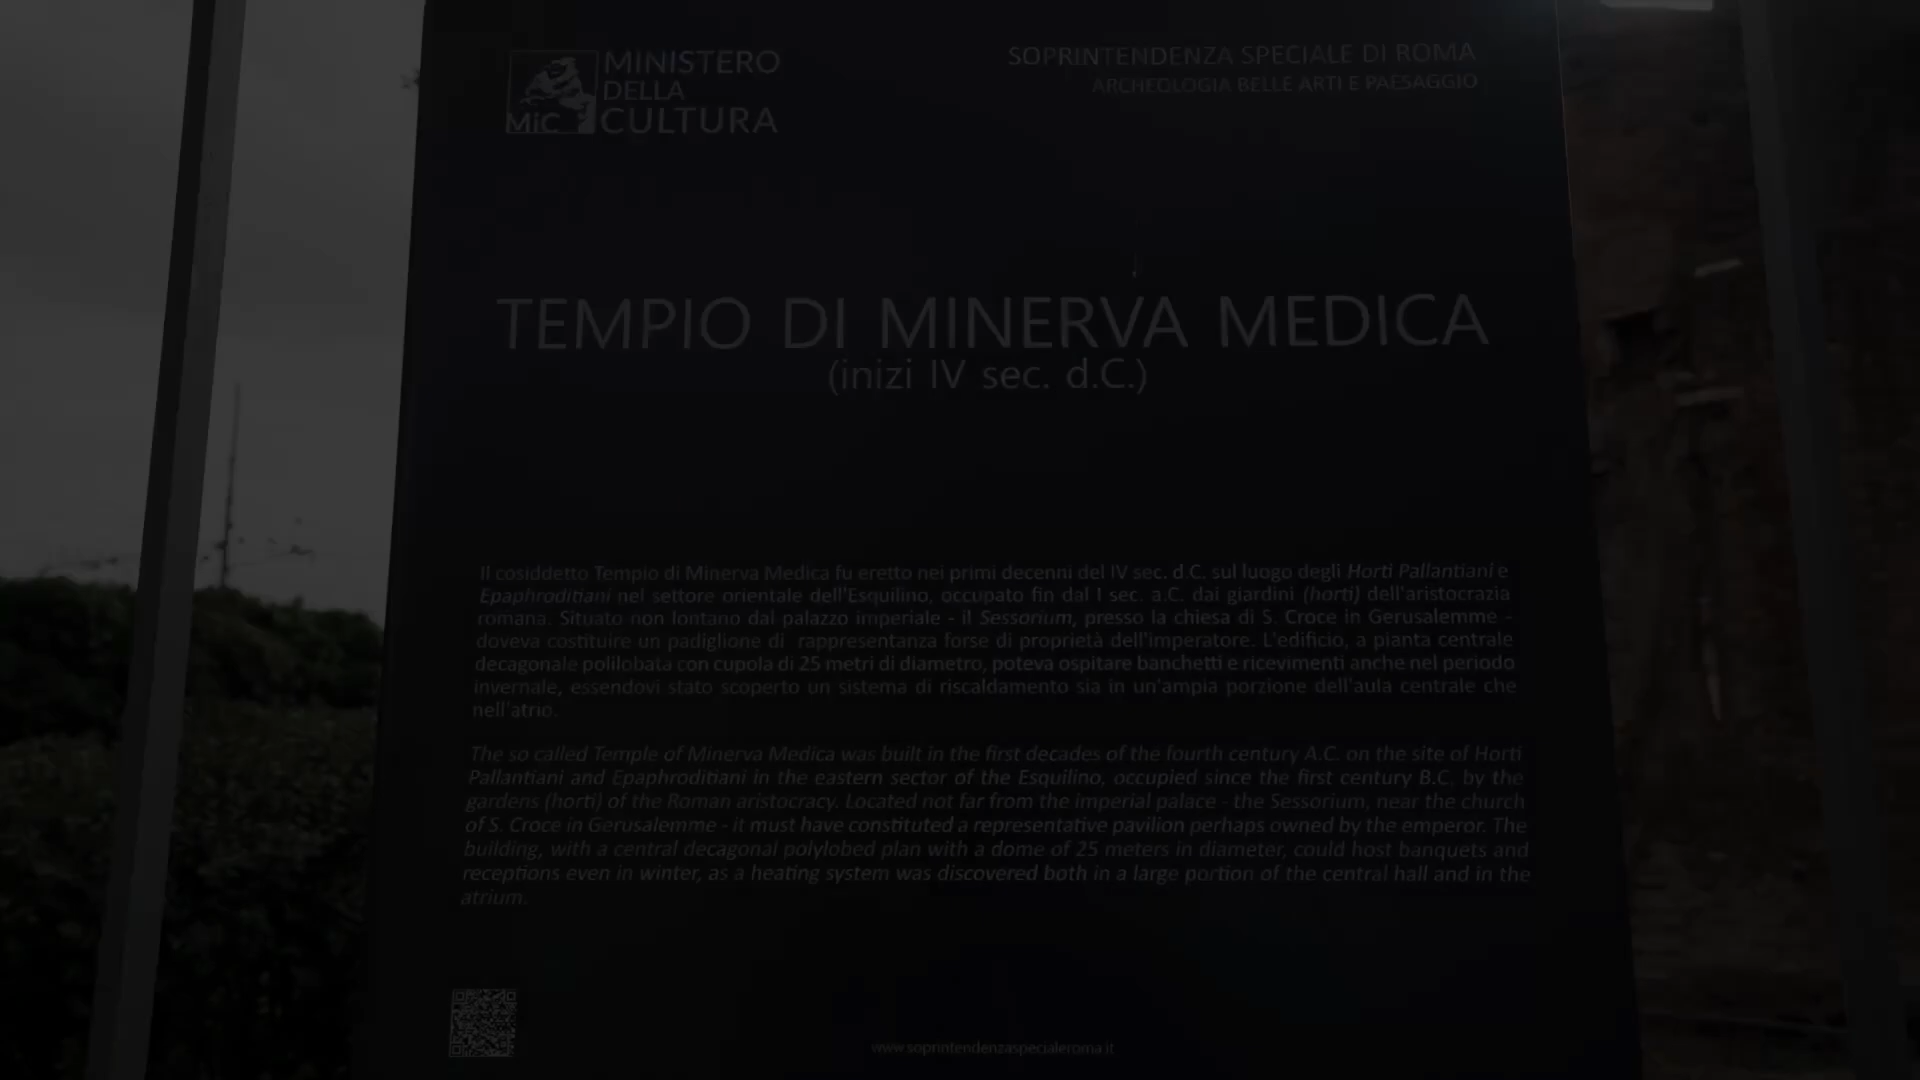 MINISTERO
DELLA
CULTURA
MiC
SOPRINTENDENZA SPECIALE DI ROMA
ARCHEOLOGIA BELLE ARTI E PAESAGGIO
TEMPIO DI MINERVA MEDICA
(inizi IV sec. d.C.)
Il cosiddetto Tempio di Minerva Medica fu eretto nei primi decenni del IV sec. d.C. sul luogo degli Horti Pallantiani e
Epaphroditiani nel settore orientale dell'Esquilino, occupato fin dal I sec. a.C. dai giardini (horti) dell'aristocrazia
romana. Situato non lontano dal palazzo imperiale - il Sessorium, presso la chiesa di S. Croce in Gerusalemme -
doveva costituire un padiglione di rappresentanza forse di proprietà dell'imperatore. L'edificio, a pianta centrale
decagonale polilobata con cupola di 25 metri di diametro, poteva ospitare banchetti e ricevimenti anche nel periodo
invernale, essendovi stato scoperto un sistema di riscaldamento sia in un'ampia porzione dell'aula centrale che
nell'atrio.
The so called Temple of Minerva Medica was built in the first decades of the fourth century A.C. on the site of Horti
Pallantiani and Epaphroditiani in the eastern sector of the Esquilino, occupied since the first century B.C. by the
gardens (horti) of the Roman aristocracy. Located not far from the imperial palace - the Sessorium, near the church
of S. Croce in Gerusalemme - it must have constituted a representative pavilion perhaps owned by the emperor. The
building, with a central decagonal polylobed plan with a dome of 25 meters in diameter, could host banquets and
receptions even in winter, as a heating system was discovered both in a large portion of the central hall and in the
atrium.
www.soprintendenzaspecialeroma.it